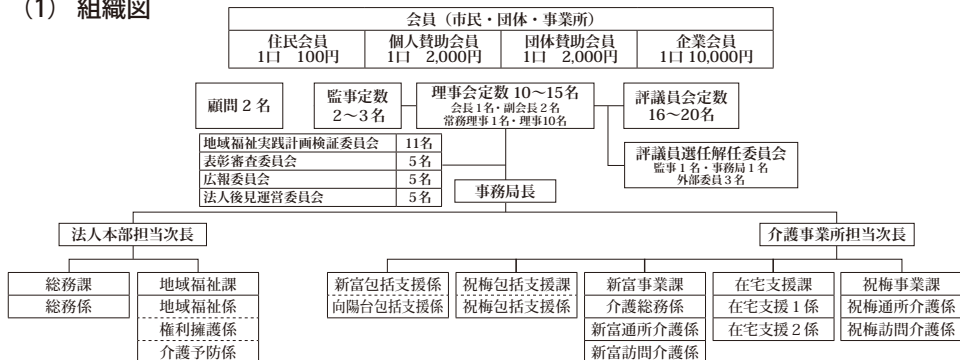 (1) 組織図
会員（市民・団体・事業所）
住民会員
1口 100円
個人賛助会員
1口 2,000円
団体賛助会員
1口 2,000円
企業会員
1口 10,000円
顧問 2 名
監事定数
2〜3名
理事会定数 10〜15名
会長1名・副会長2名
常務理事1名・理事10名
評議員会定数
16〜20名
地域福祉実践計画検証委員会 11名
表彰審査委員会 5名
広報委員会 5名
法人後見運営委員会 5名
評議員選任解任委員会
監事1名・事務局1名
外部委員3名
事務局長
法人本部担当次長
介護事業所担当次長
総務課
総務係
地域福祉課
地域福祉係
権利擁護係
介護予防係
新富包括支援係
向陽台包括支援係
祝梅包括支援課
祝梅包括支援係
新富事業課
介護総務係
新富通所介護係
新富訪問介護係
在宅支援課
在宅支援1係
在宅支援2係
祝梅事業課
祝梅通所介護係
祝梅訪問介護係